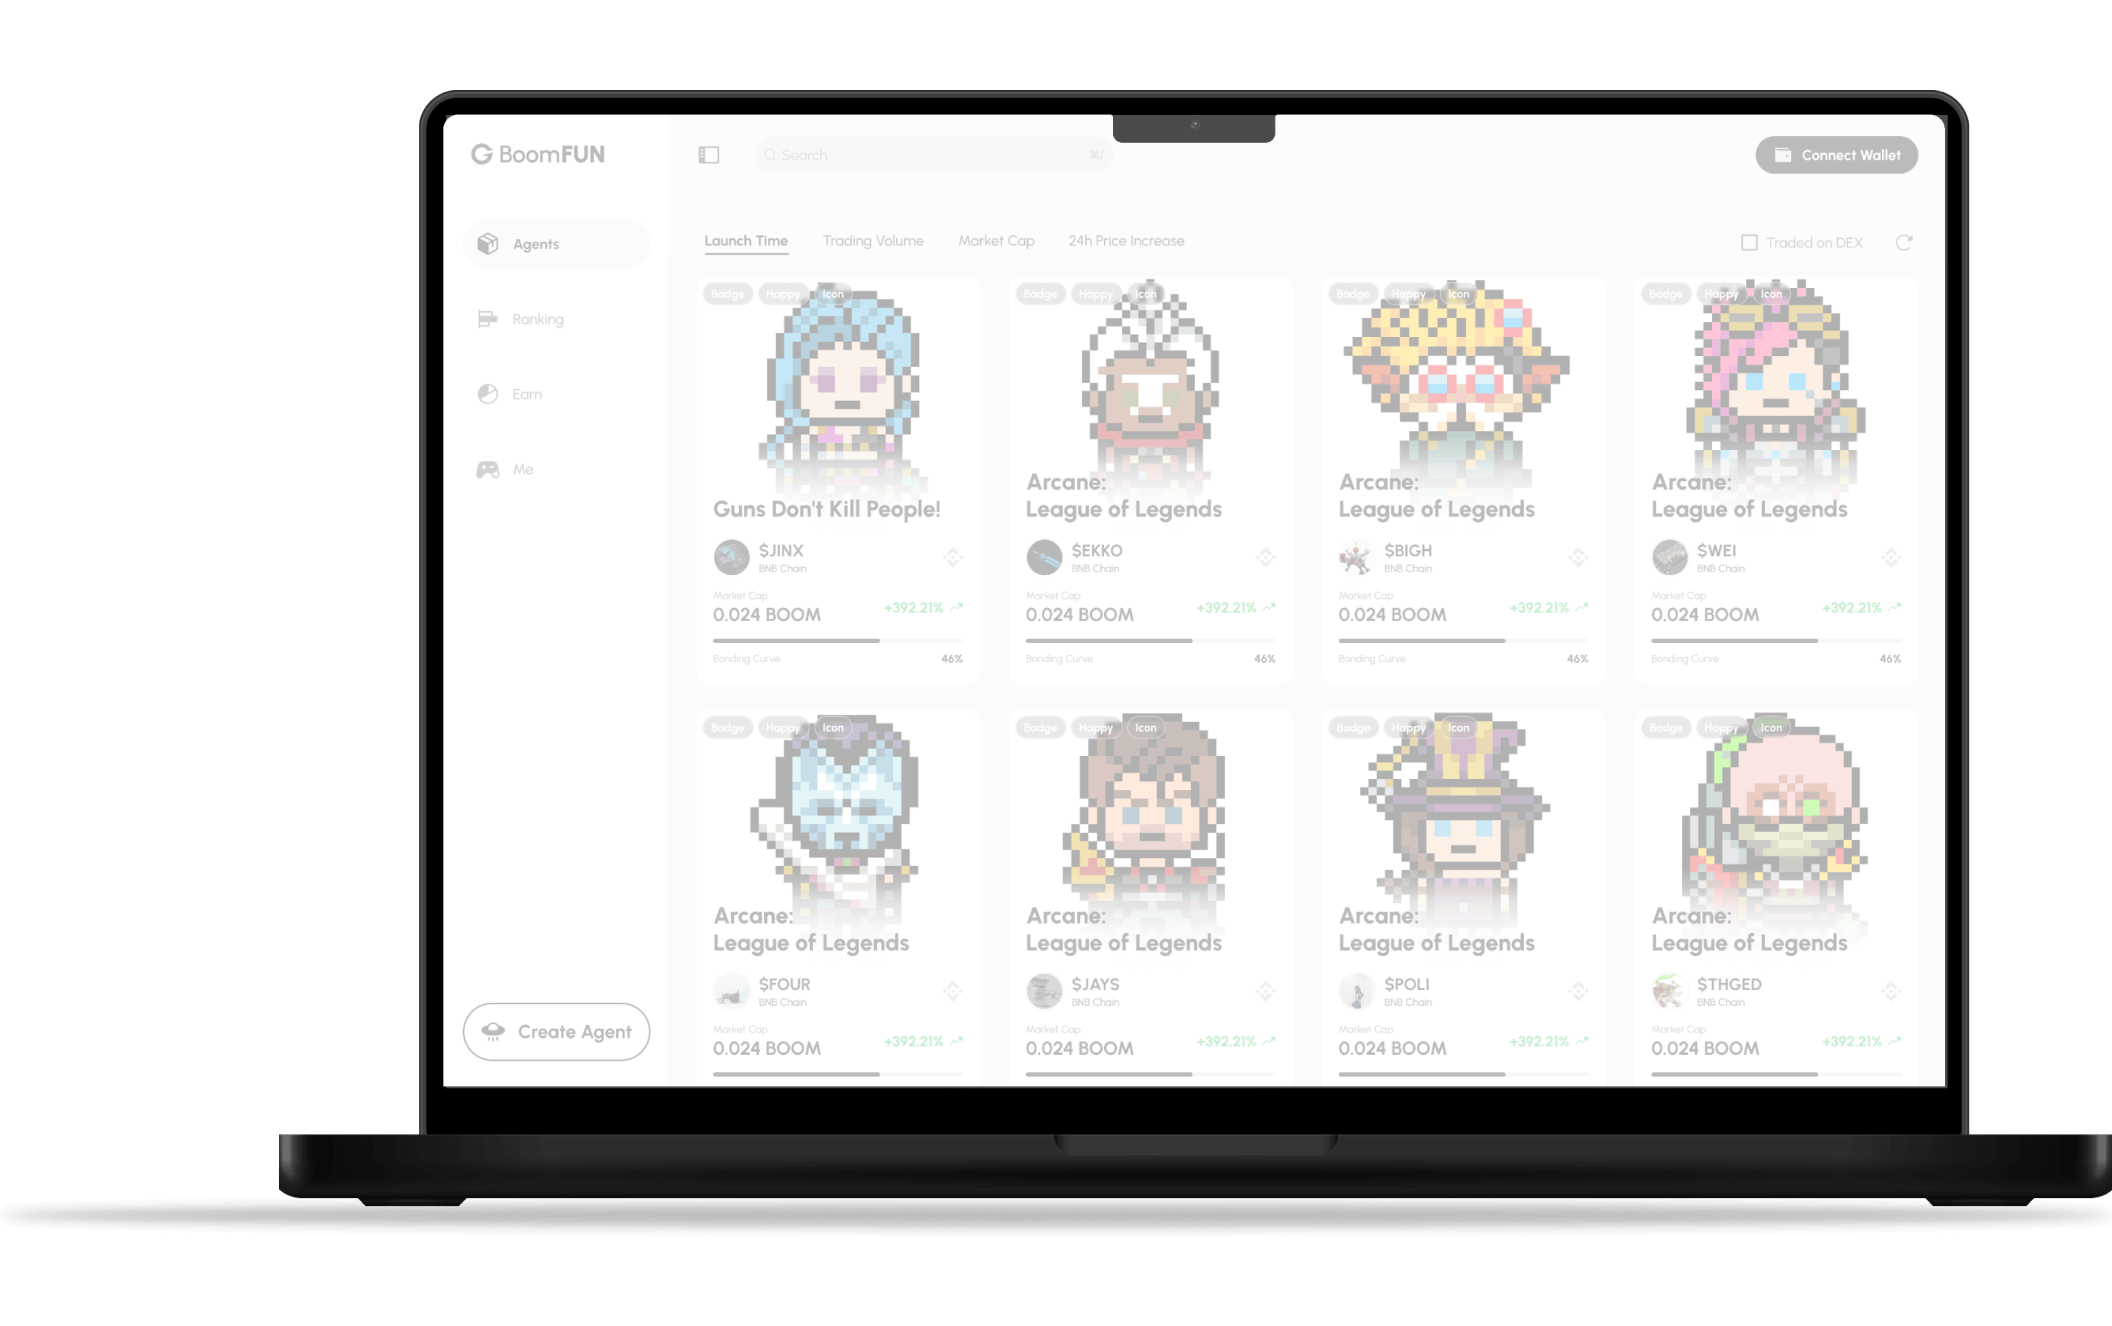 BoomFUN
Search
⌘/
Connect Wallet
Agents
Ranking
Earn
Me
Create Agent
Launch Time Trading Volume Market Cap 24h Price Increase
Traded on DEX
Badge Happy Icon
Guns Don't Kill People!
$JINX
BNB Chain
Market Cap
0.024 BOOM
+392.21%
Bonding Curve 46%
Badge Happy Icon
Arcane:
League of Legends
$EKKO
BNB Chain
Market Cap
0.024 BOOM
+392.21%
Bonding Curve 46%
Badge Happy Icon
Arcane:
League of Legends
$BIGH
BNB Chain
Market Cap
0.024 BOOM
+392.21%
Bonding Curve 46%
Badge Happy Icon
Arcane:
League of Legends
$WEI
BNB Chain
Market Cap
0.024 BOOM
+392.21%
Bonding Curve 46%
Badge Happy Icon
Arcane:
League of Legends
$FOUR
BNB Chain
Market Cap
0.024 BOOM
+392.21%
Badge Happy Icon
Arcane:
League of Legends
$JAYS
BNB Chain
Market Cap
0.024 BOOM
+392.21%
Badge Happy Icon
Arcane:
League of Legends
$POLI
BNB Chain
Market Cap
0.024 BOOM
+392.21%
Badge Happy Icon
Arcane:
League of Legends
$THGED
BNB Chain
Market Cap
0.024 BOOM
+392.21%